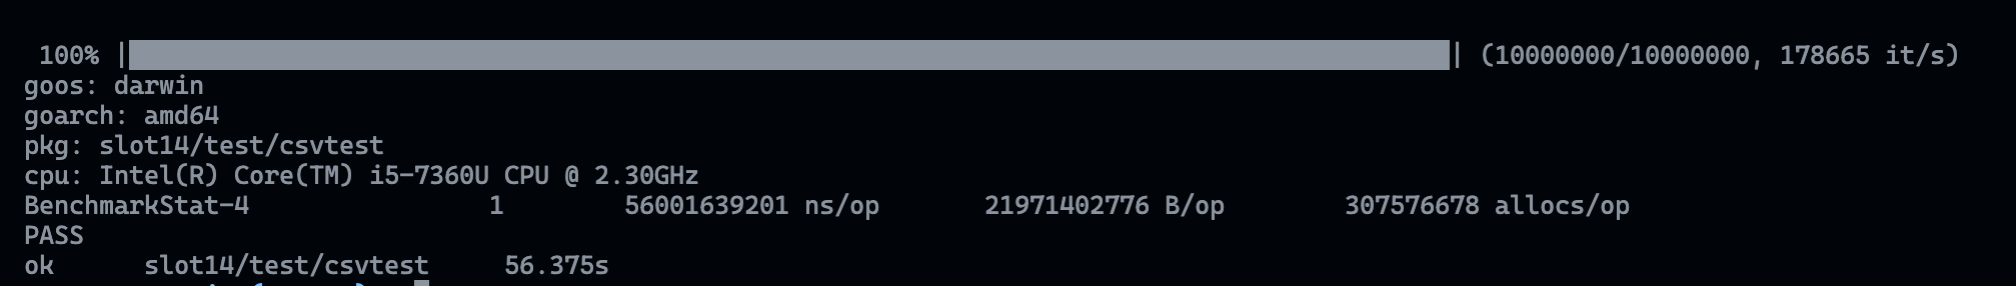 100% || (10000000/10000000, 178665 it/s)
goos: darwin
goarch: amd64
pkg: slot14/test/csvtest
cpu: Intel(R) Core(TM) i5-7360U CPU @ 2.30GHz
BenchmarkStat-4 1 56001639201 ns/op 21971402776 B/op 307576678 allocs/op
PASS
ok slot14/test/csvtest 56.375s